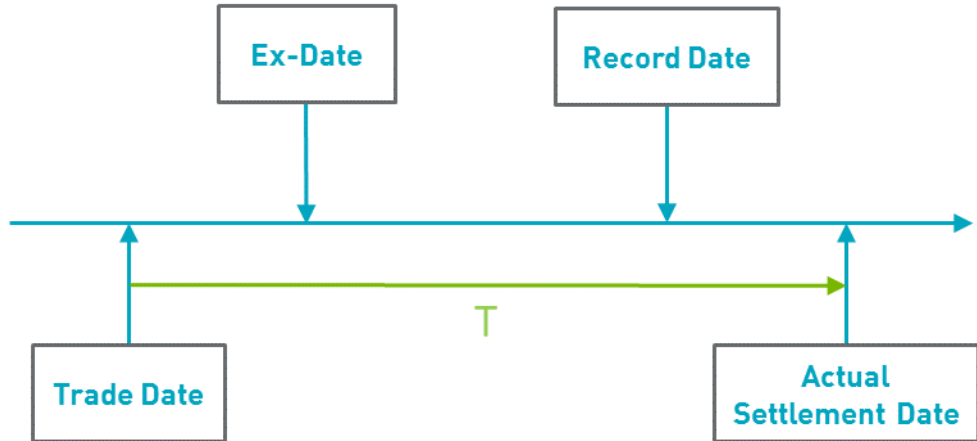 Ex-Date
Record Date
T
Trade Date
Actual
Settlement Date